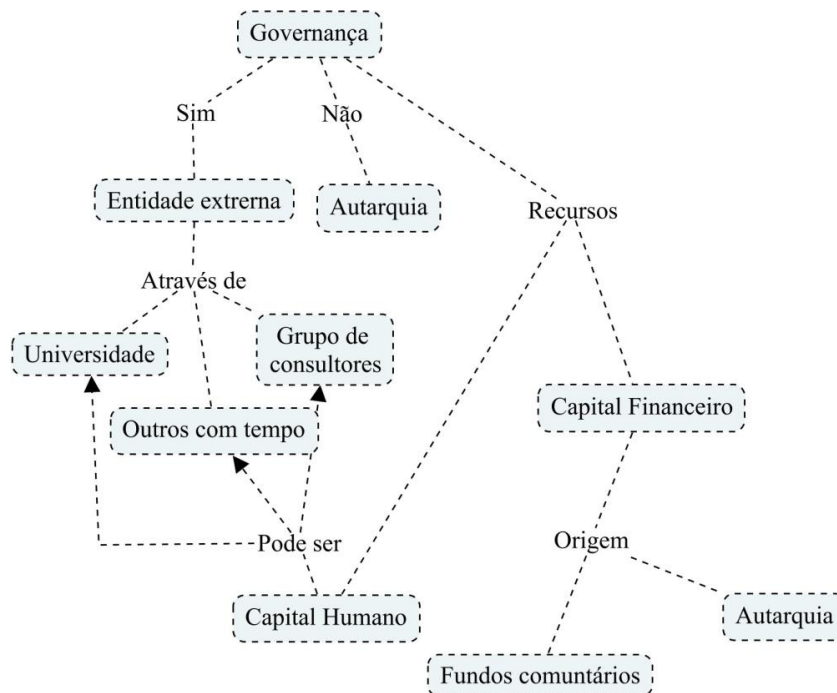 Governança
Sim
Não
Entidade extrerna
Autarquia
Recursos
Através de
Universidade
Grupo de
consultores
Outros com tempo
Capital Financeiro
Pode ser
Origem
Capital Humano
Autarquia
Fundos comuntários